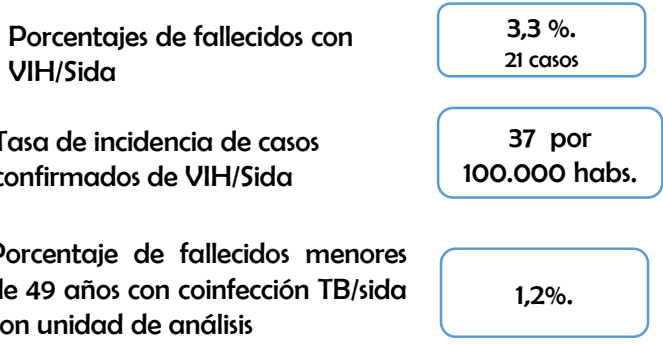 Porcentajes de fallecidos con
VIH/Sida
3,3 %.
21 casos
Tasa de incidencia de casos
confirmados de VIH/Sida
37 por
100.000 habs.
Porcentaje de fallecidos menores
de 49 años con coinfección TB/sida
con unidad de análisis
1,2%.